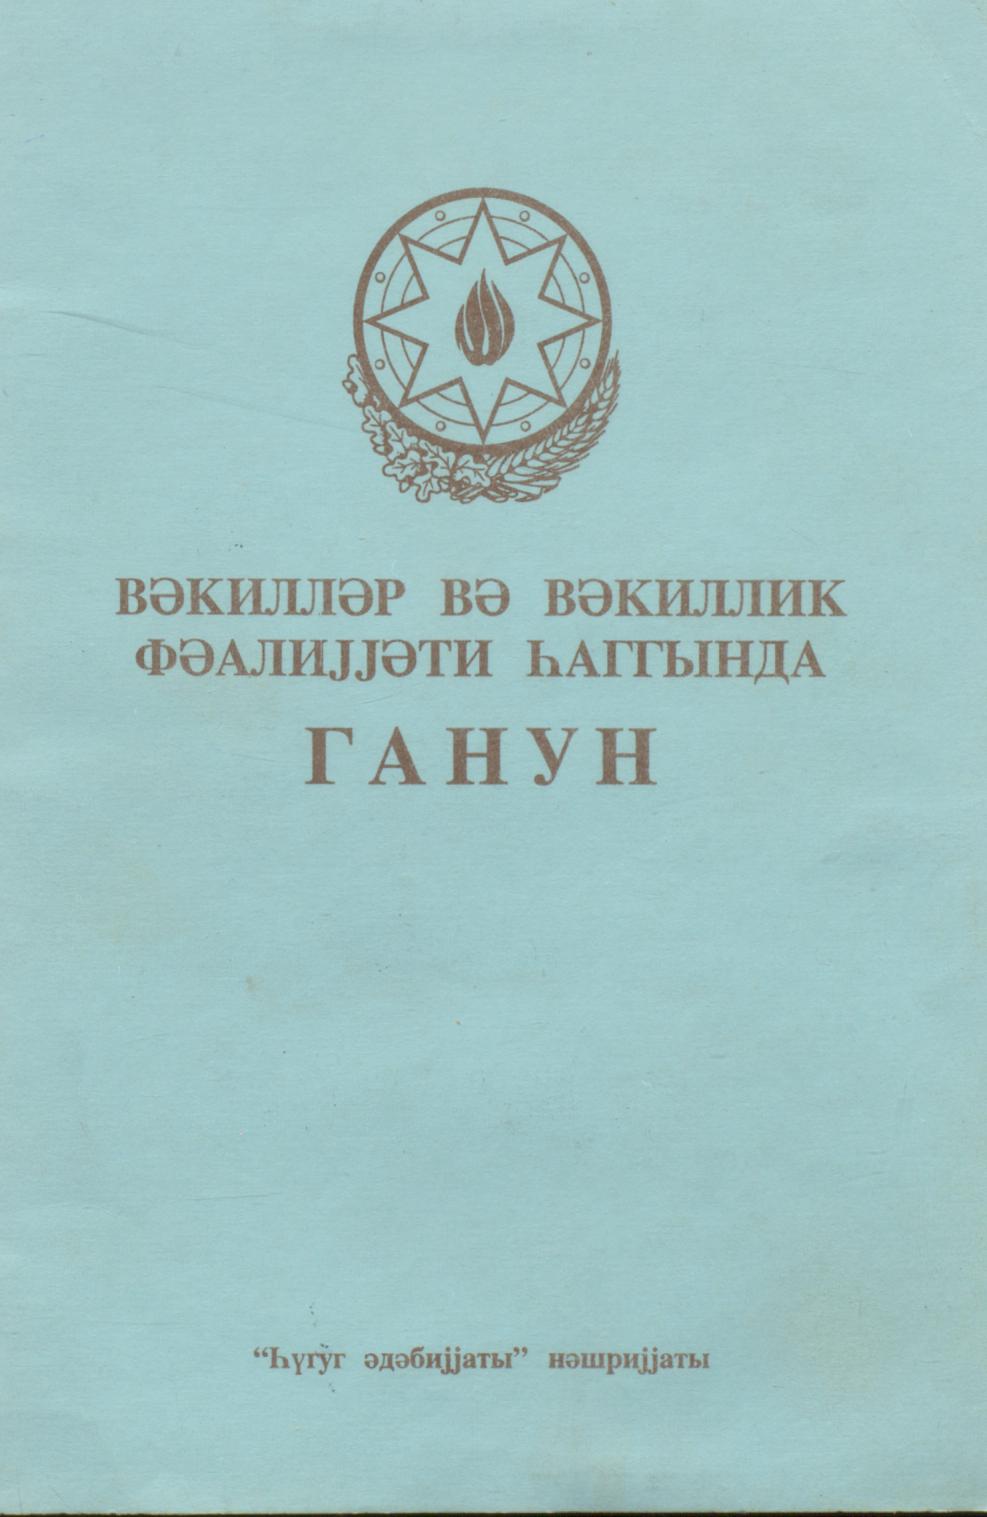 ВӘКИЛЛӘР ВӘ ВӘКИЛЛИК
ФӘАЛИЈЈӘТИ ҺАГГЫНДА
ГАНУН
“Һүгуг әдәбијјаты” нәшријјаты